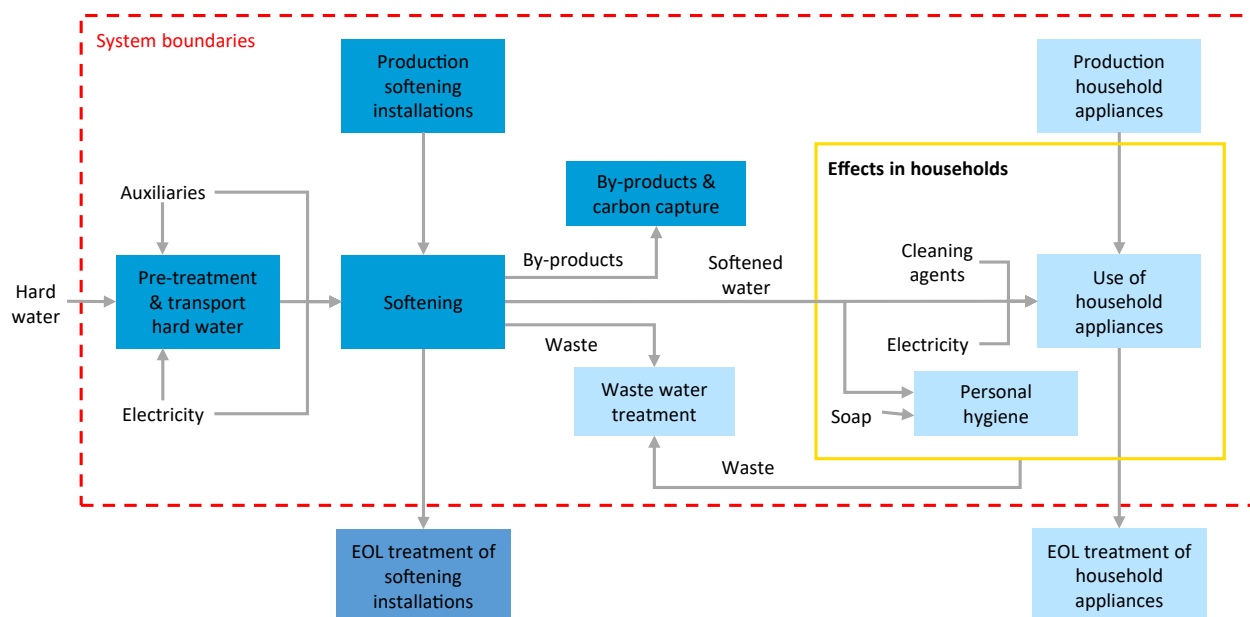 System boundaries
Production
softening
installations
Production
household
appliances
Effects in households
By-products &
carbon capture
Auxiliaries
By-products
Softened
water
Cleaning
agents
Hard
water
Pre-treatment
& transport
hard water
Softening
Use of
household
appliances
Waste
Electricity
Electricity
Waste water
treatment
Soap
Personal
hygiene
Waste
EOL treatment of
softening
installations
EOL treatment of
household
appliances